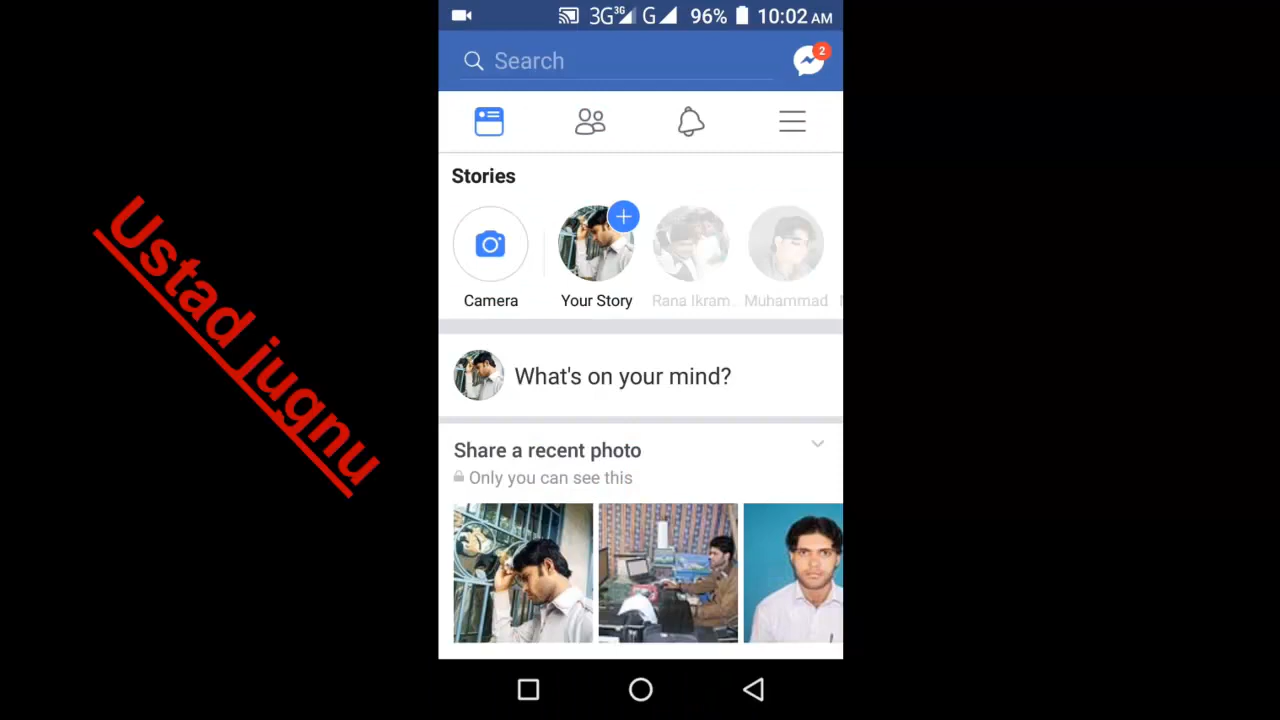 3G 3G G 96% 10:02 AM
Search
2
Stories
Camera
Your Story
Rana Ikram..
Muhammad
What's on your mind?
Share a recent photo
Only you can see this
Ustad jugnu